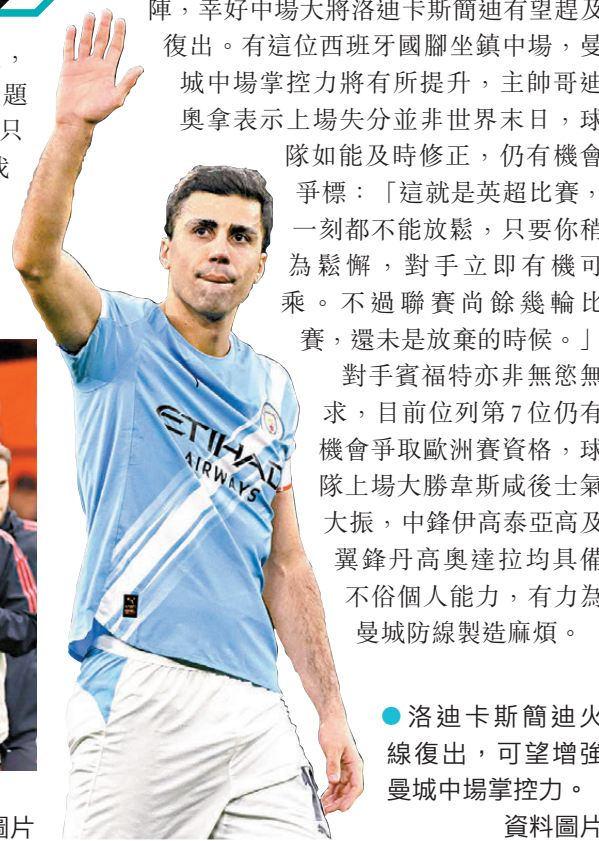 陣，幸好中場大將洛迪卡斯簡迪有望趕及
復出。有這位西班牙國腳坐鎮中場，曼
城中場掌控力將有所提升，主帥哥迪
奧拿表示上場失分並非世界末日，球
隊如能及時修正，仍有機會
爭標：「這就是英超比賽，
一刻都不能放鬆，只要你稍
為鬆懈，對手立即有機可
乘。不過聯賽尚餘幾輪比
賽，還未是放棄的時候。」
對手賓福特亦非無慾無
求，目前位列第7位仍有
機會爭取歐洲賽資格，球
隊上場大勝韋斯咸後士氣
大振，中鋒伊高泰亞高及
翼鋒丹高奧達拉均具備
不俗個人能力，有力為
曼城防線製造麻煩。
●洛迪卡斯簡迪火
線復出，可望增強
曼城中場掌控力。
資料圖片
，
題
只
ETIHAD
AIRWAYS
圖片